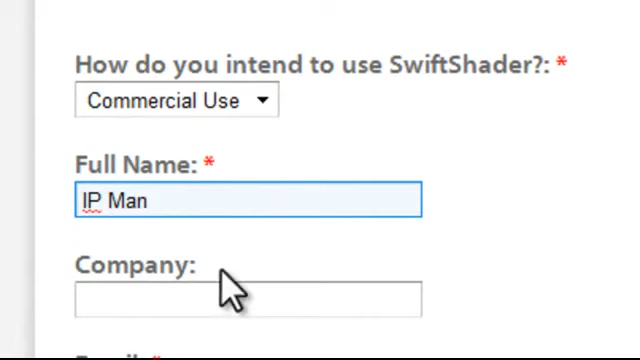 How do you intend to use SwiftShader?: *
Commercial Use
Full Name: *
IP Man
Company: